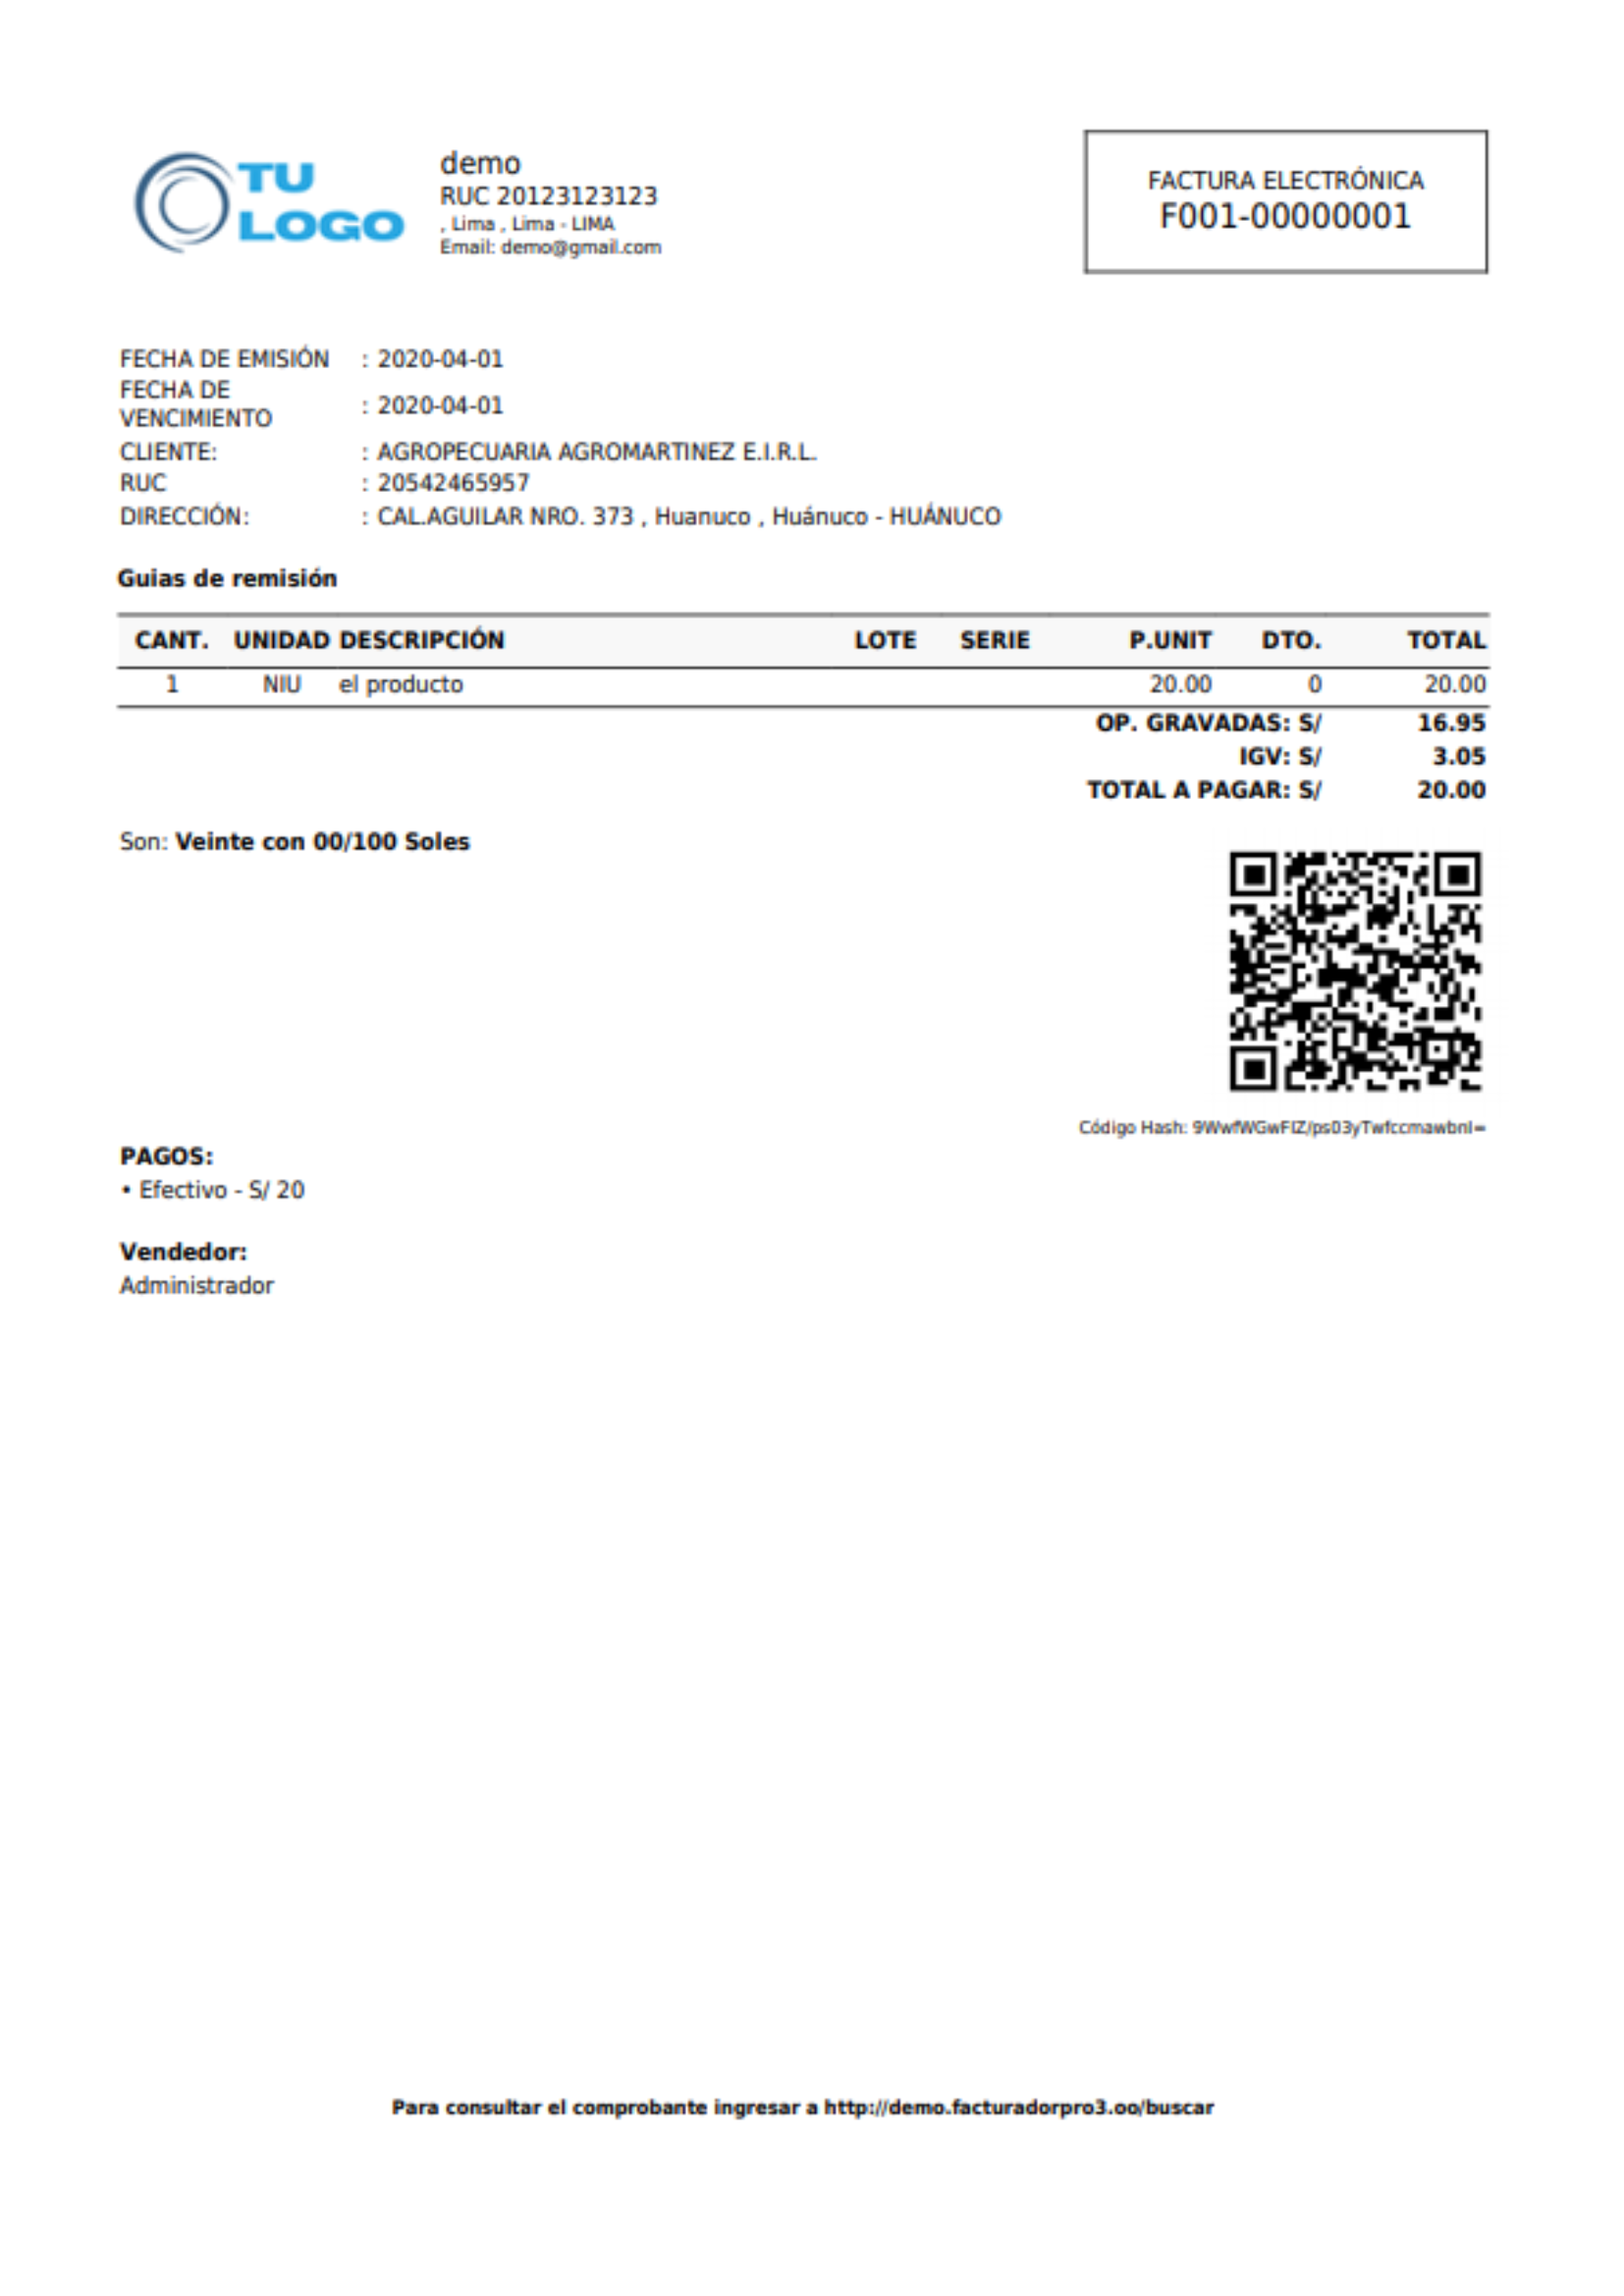 TU
LOGO
demo
RUC 20123123123
, Lima , Lima - LIMA
Email: demo@gmail.com
FACTURA ELECTRÓNICA
F001-00000001
FECHA DE EMISIÓN : 2020-04-01
FECHA DE
VENCIMIENTO : 2020-04-01
CLIENTE: : AGROPECUARIA AGROMARTINEZ E.I.R.L.
RUC : 20542465957
DIRECCIÓN: : CAL.AGUILAR NRO. 373 , Huanuco , Huánuco - HUÁNUCO
Guias de remisión
CANT. UNIDAD DESCRIPCIÓN LOTE SERIE P.UNIT DTO. TOTAL
1 NIU el producto 20.00 0 20.00
OP. GRAVADAS: S/ 16.95
IGV: S/ 3.05
TOTAL A PAGAR: S/ 20.00
Son: Veinte con 00/100 Soles
Código Hash:
PAGOS:
• Efectivo - S/ 20
Vendedor:
Administrador
Para consultar el comprobante ingresar a http://demo.facturadorpro3.oo/buscar